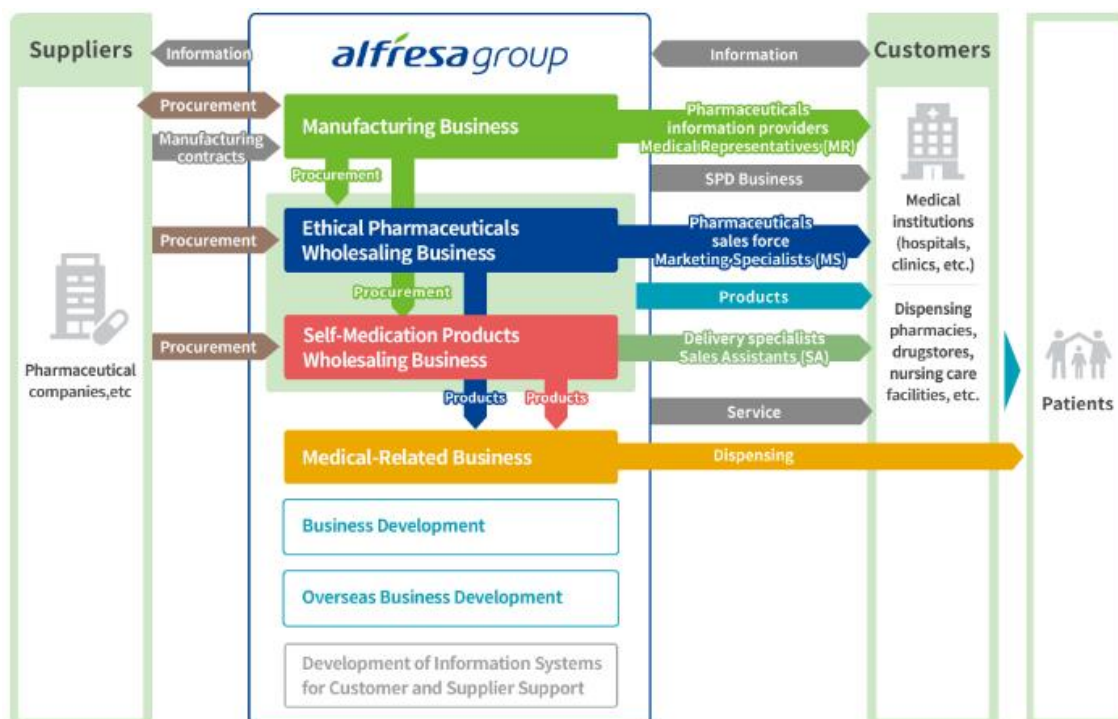 Suppliers
Information
alfresa group
Information
Customers
Procurement
Manufacturing
contracts
Manufacturing Business
Pharmaceuticals
information providers
Medical Representatives (MR)
Procurement
SPD Business
Procurement
Ethical Pharmaceuticals
Wholesaling Business
Pharmaceuticals
sales force
Marketing Specialists (MS)
Medical
institutions
(hospitals,
clinics, etc.)
Procurement
Products
Procurement
Self-Medication Products
Wholesaling Business
Delivery specialists
Sales Assistants (SA)
Dispensing
pharmacies,
drugstores,
nursing care
facilities, etc.
Pharmaceutical
companies,etc
Patients
Products
Products
Service
Medical-Related Business
Dispensing
Business Development
Overseas Business Development
Development of Information Systems
for Customer and Supplier Support